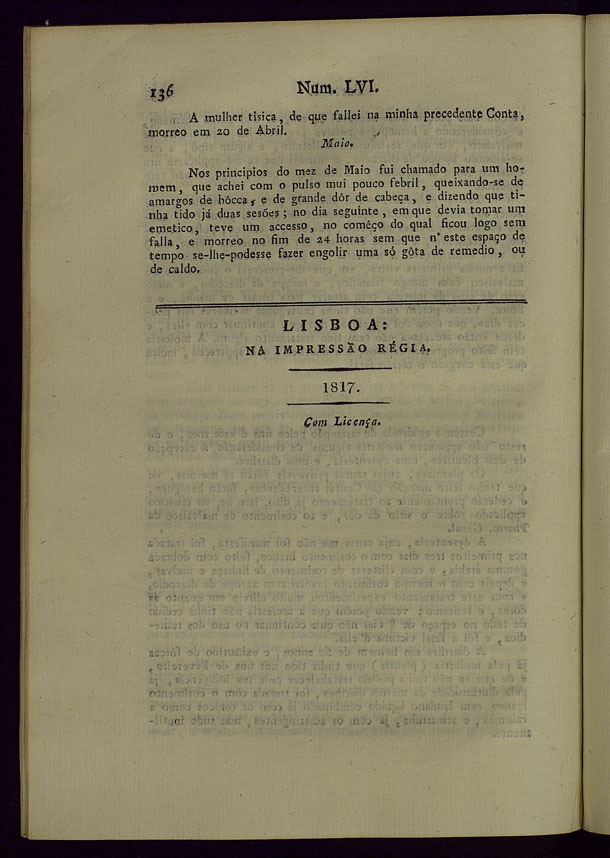 136 Num. LVI.
A mulher tisica, de que fallei na minha precedente Conta,
morreo em 20 de Abril.
Maio.
Nos principios do mez de Maio fui chamado para um ho-
mem, que achei com o pulso mui pouco febril, queixando-se de
amargos de bôcca, e de grande dôr de cabeça, e dizendo que ti-
nha tido já duas sesões; no dia seguinte, em que devia tomar um
emetico, teve um accesso, no comêço do qual ficou logo sem
falla, e morreo no fim de 24 horas sem que n'este espaço de
tempo se-lhe-podesse fazer engolir uma só gôta de remedio, ou
de caldo.
LISBOA:
NA IMPRESSÃO RÉGIA.
1817.
Com Licença.